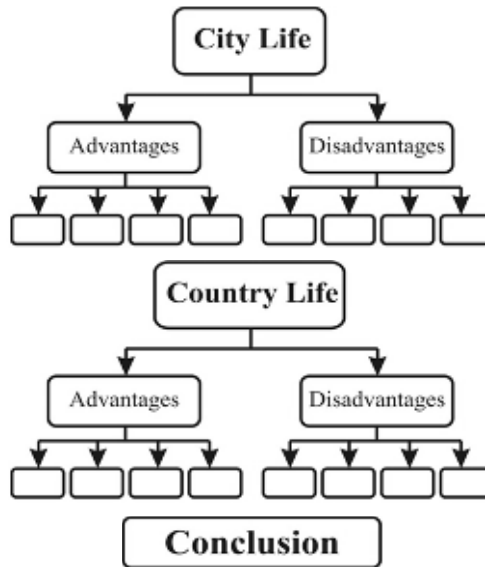 City Life
Advantages
Disadvantages
Country Life
Advantages
Disadvantages
Conclusion